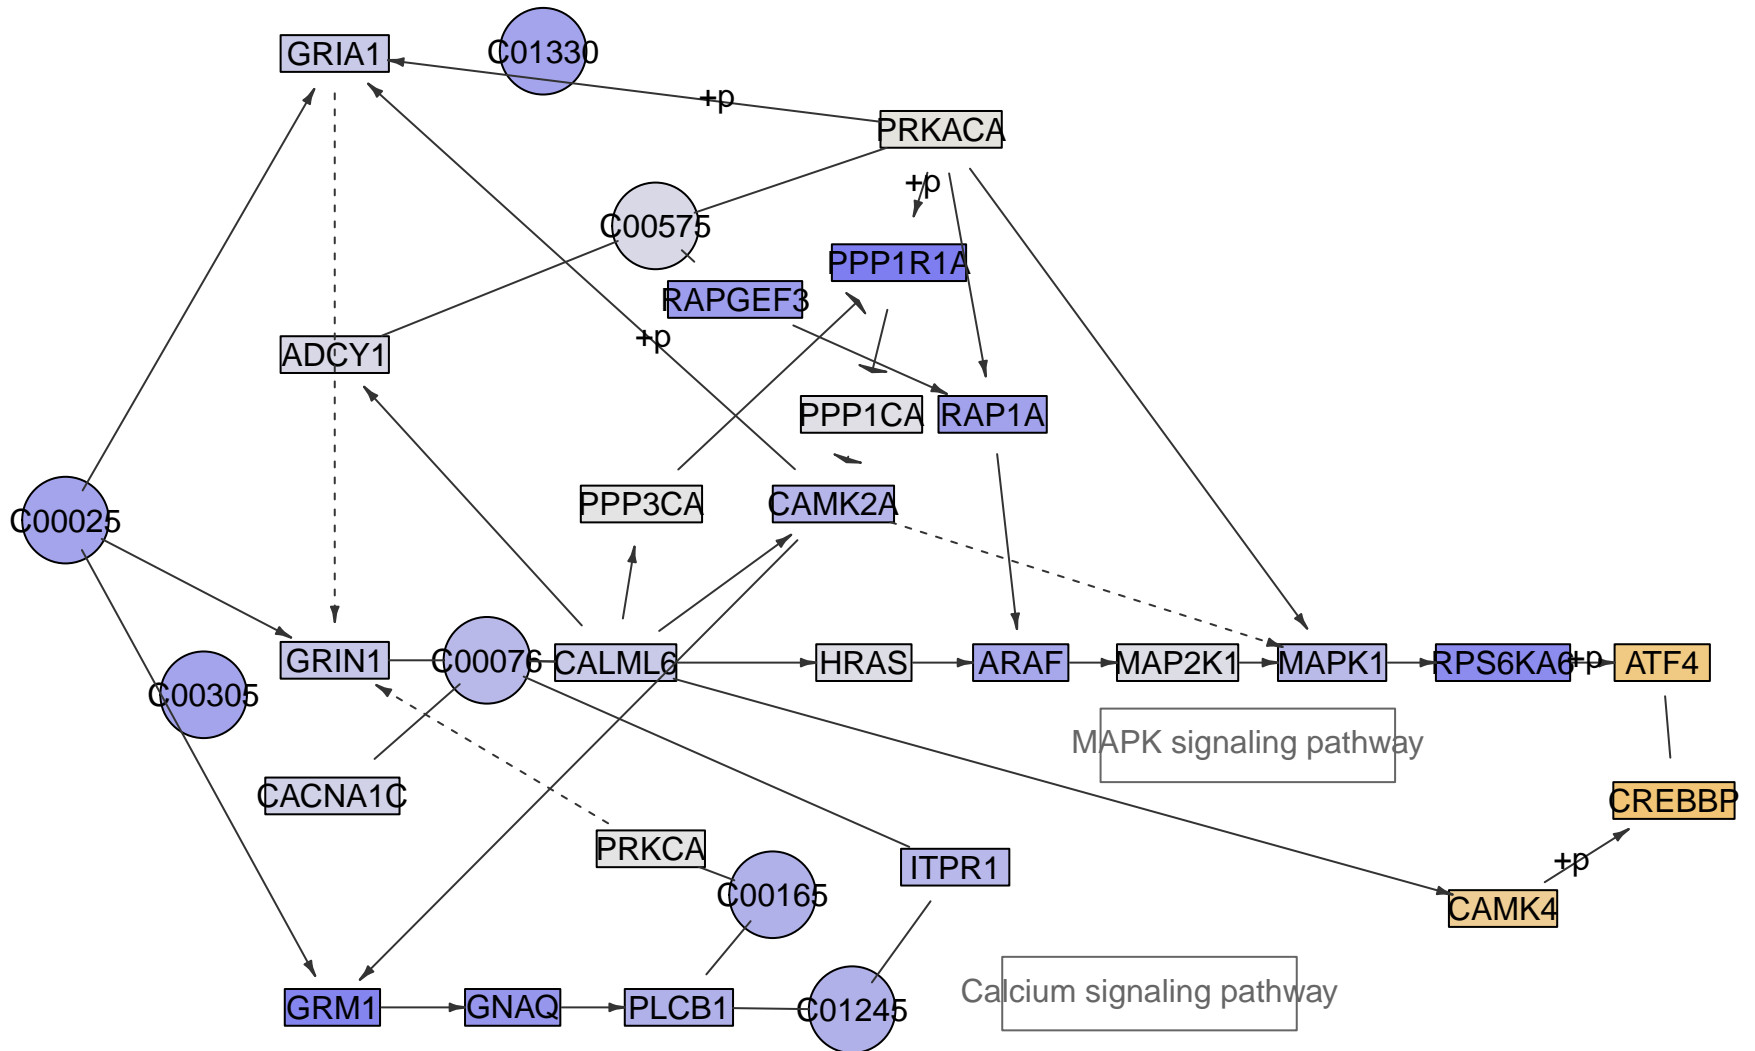 GRIA1
C01330
+p
PRKACA
+p
C00575
PPP1R1A
RAPGEF3
+p
ADCY1
PPP1CA
RAP1A
PPP3CA
CAMK2A
C00025
GRIN1
C00076
CALML6
HRAS
ARAF
MAP2K1
MAPK1
RPS6KA6
+p
ATF4
C00305
MAPK signaling pathway
CACNA1C
CREBBP
PRKCA
ITPR1
+p
C00165
CAMK4
Calcium signaling pathway
GRM1
GNAQ
PLCB1
C01245